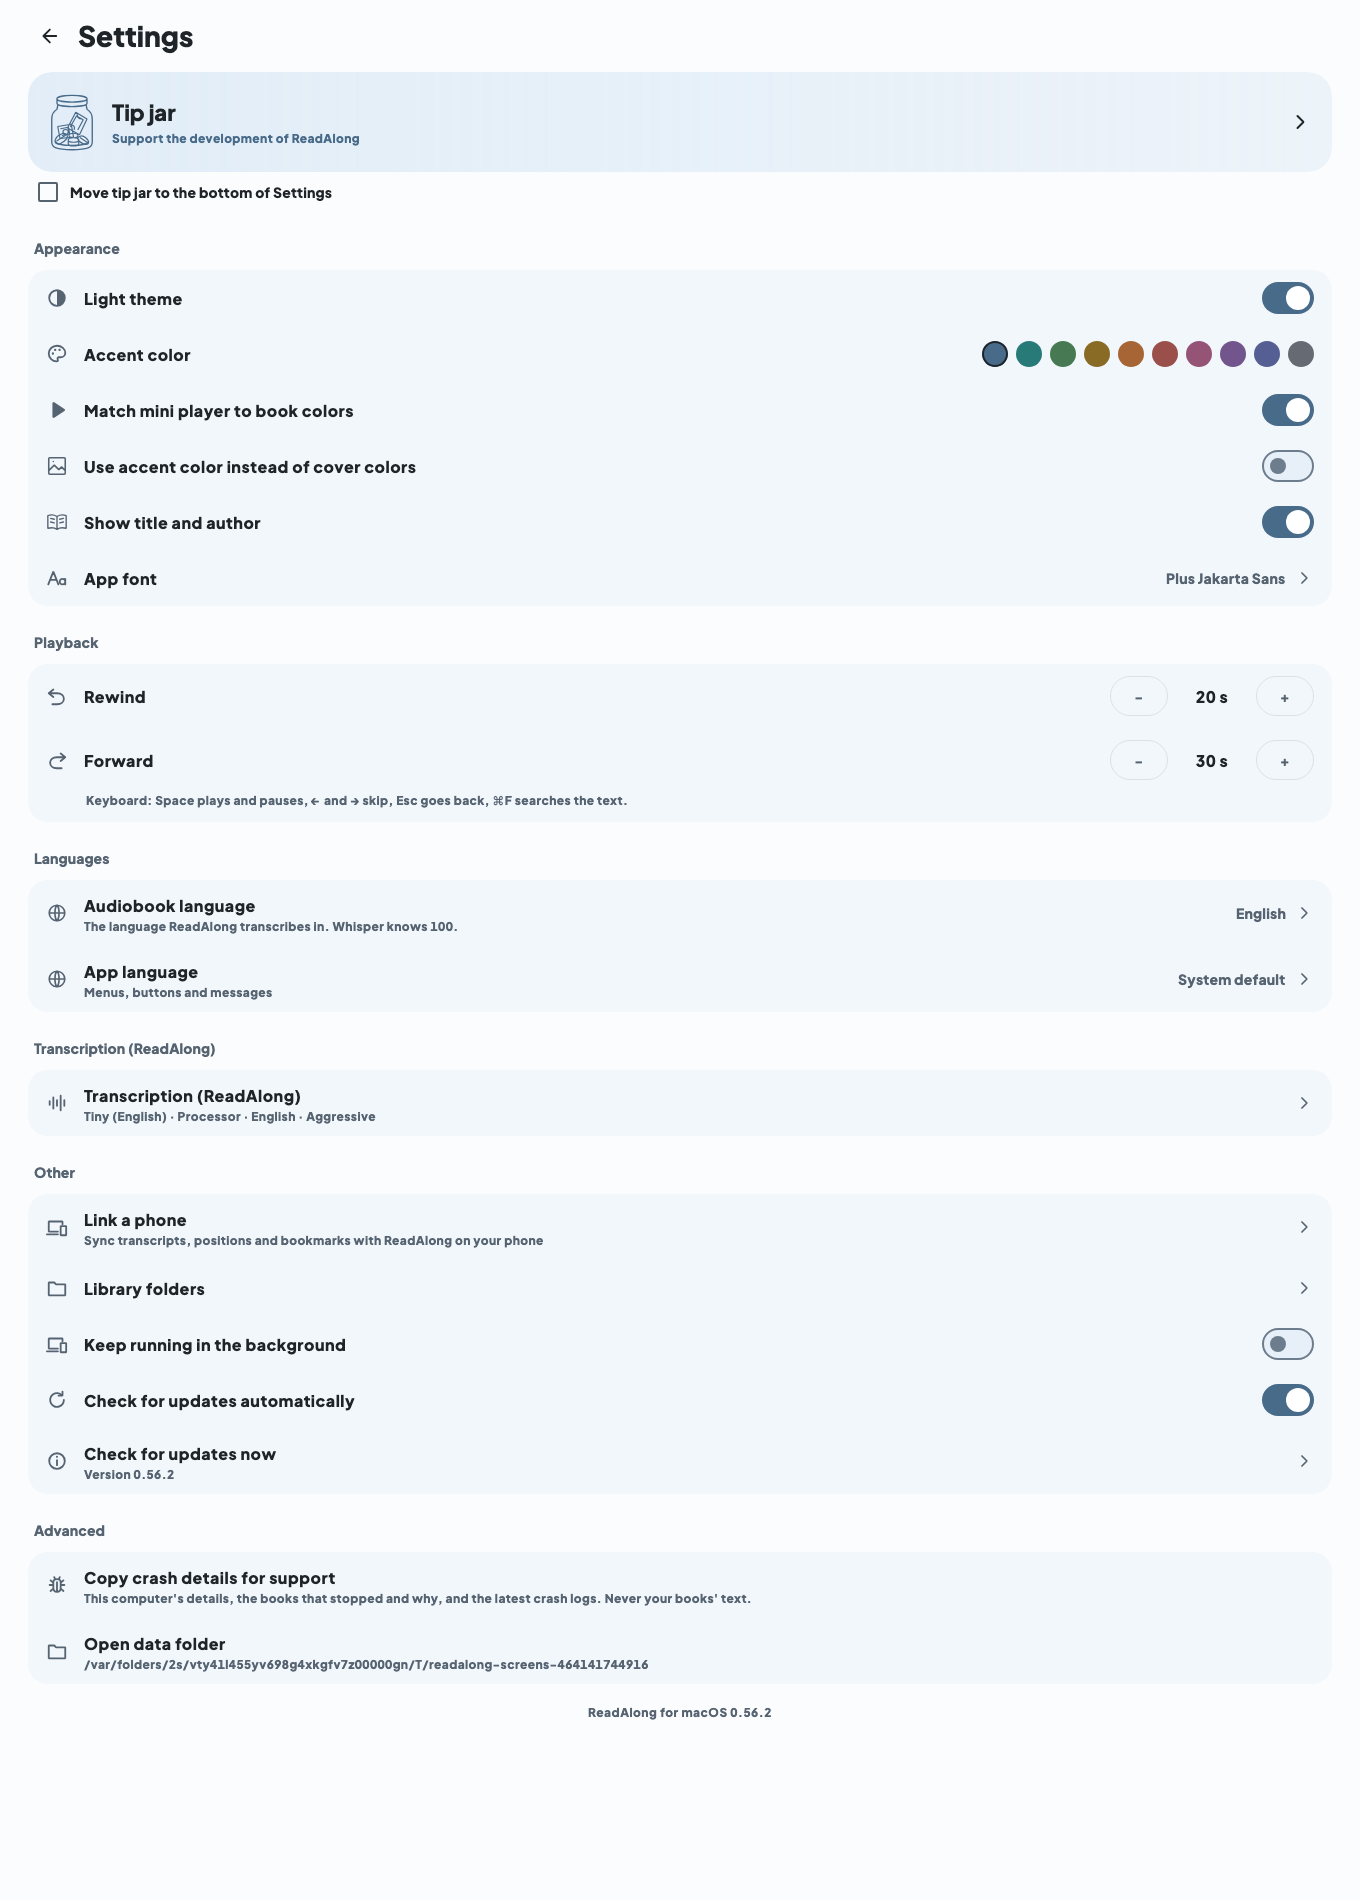 Settings
Tip jar
Support the development of ReadAlong
Move tip jar to the bottom of Settings
Appearance
Light theme
Accent color
Match mini player to book colors
Use accent color instead of cover colors
Show title and author
App font
Plus Jakarta Sans
Playback
Rewind
- 20 s +
Forward
- 30 s +
Keyboard: Space plays and pauses, ← and → skip, Esc goes back, ⌘F searches the text.
Languages
Audiobook language
The language ReadAlong transcribes in. Whisper knows 100.
English
App language
Menus, buttons and messages
System default
Transcription (ReadAlong)
Transcription (ReadAlong)
Tiny (English) · Processor · English · Aggressive
Other
Link a phone
Sync transcripts, positions and bookmarks with ReadAlong on your phone
Library folders
Keep running in the background
Check for updates automatically
Check for updates now
Version 0.56.2
Advanced
Copy crash details for support
This computer's details, the books that stopped and why, and the latest crash logs. Never your books' text.
Open data folder
/var/folders/2s/vty41l455yv698g4xkgfv7z00000gn/T/readalong-screens-464141744916
ReadAlong for macOS 0.56.2